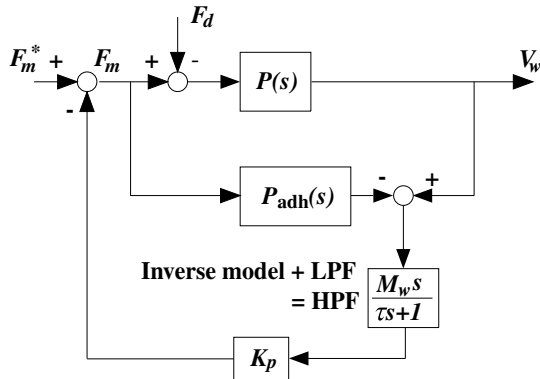 F_d
F_m^* +
F_m
+
-
P(s)
V_w
-
P_adh(s)
-
+
Inverse model + LPF
= HPF
M_w s
τs+1
K_p